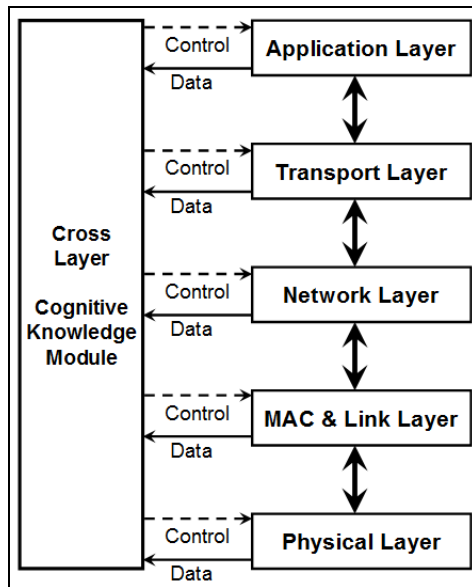 Control
Application Layer
Data
Control
Transport Layer
Data
Cross
Layer
Cognitive
Knowledge
Module
Control
Network Layer
Data
Control
MAC & Link Layer
Data
Control
Physical Layer
Data